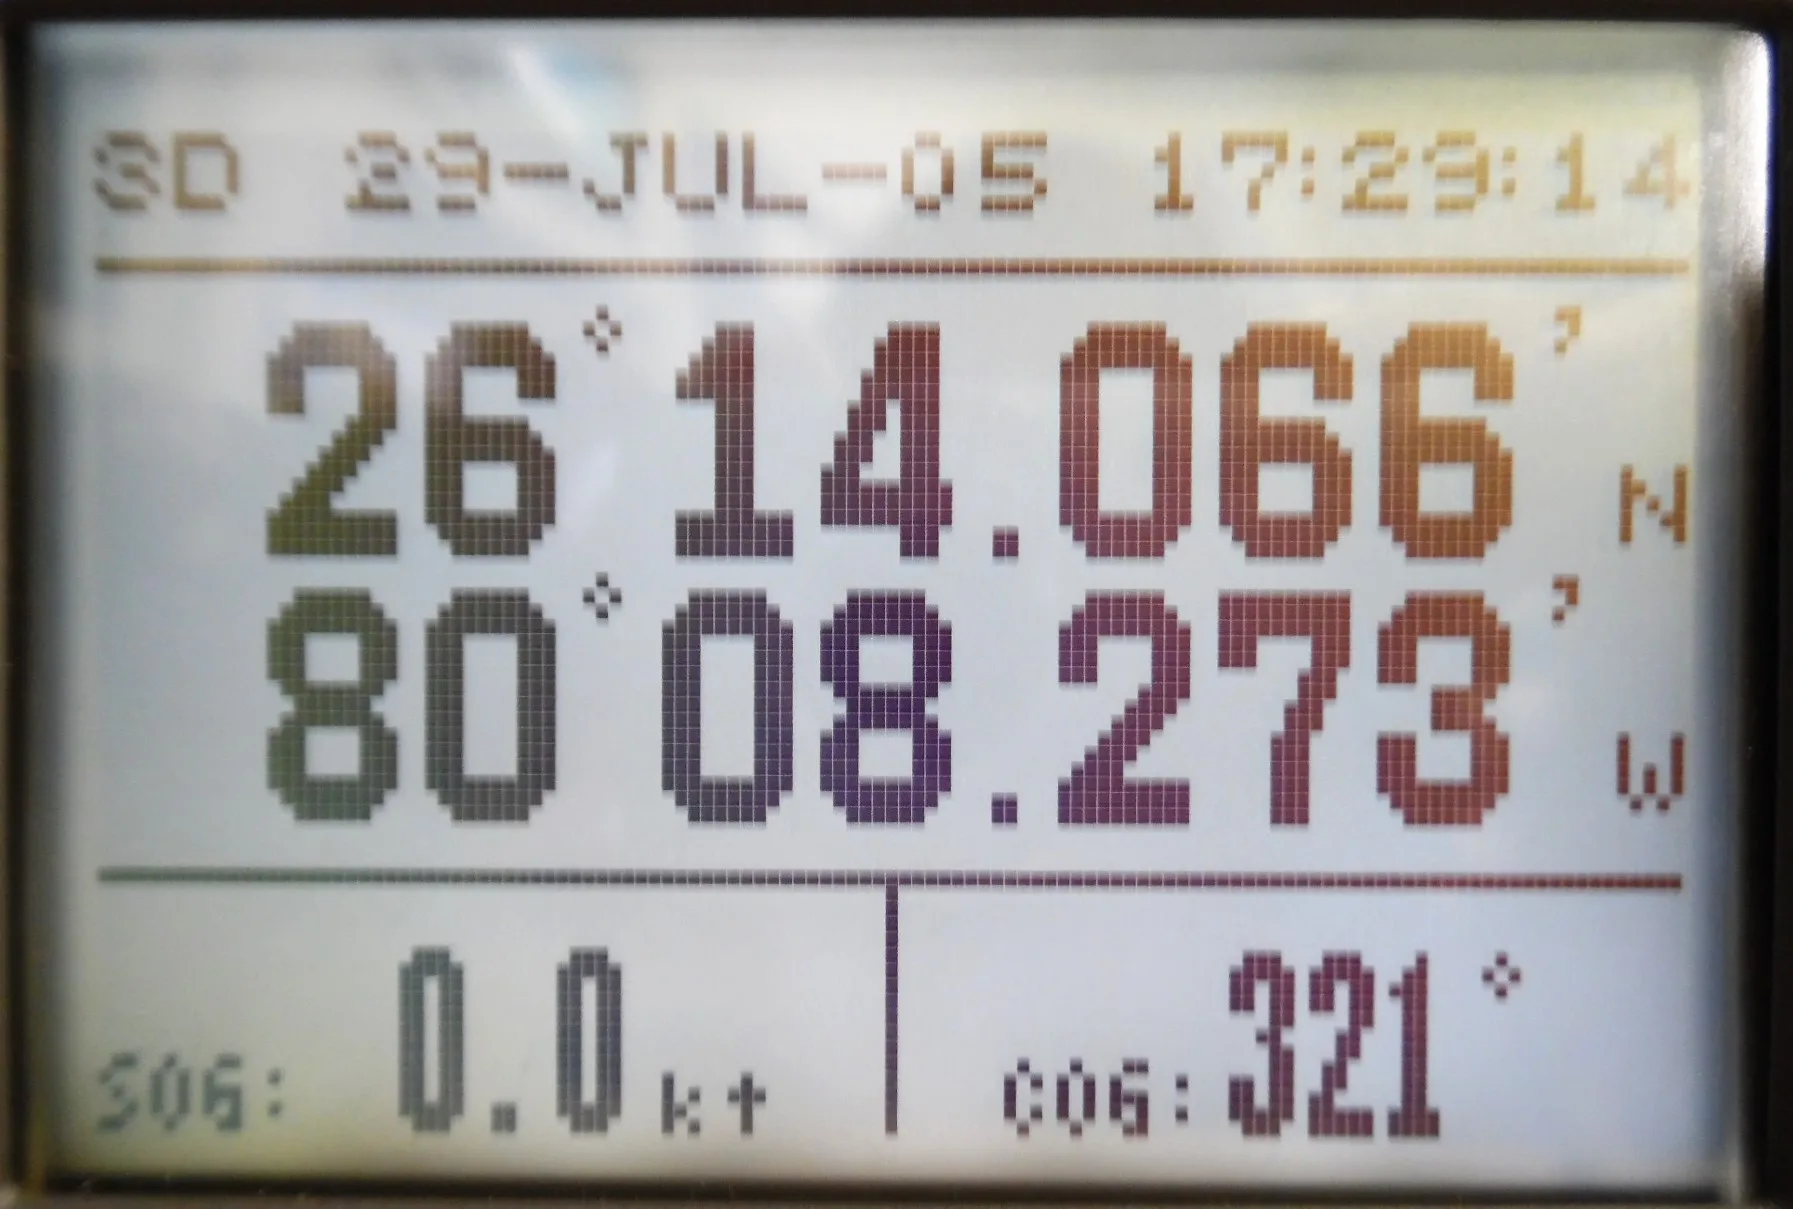 3D 29-JUL-05 17:29:14
26°14.066' N
80°08.273' W
SOG: 0.0kt COG: 321°